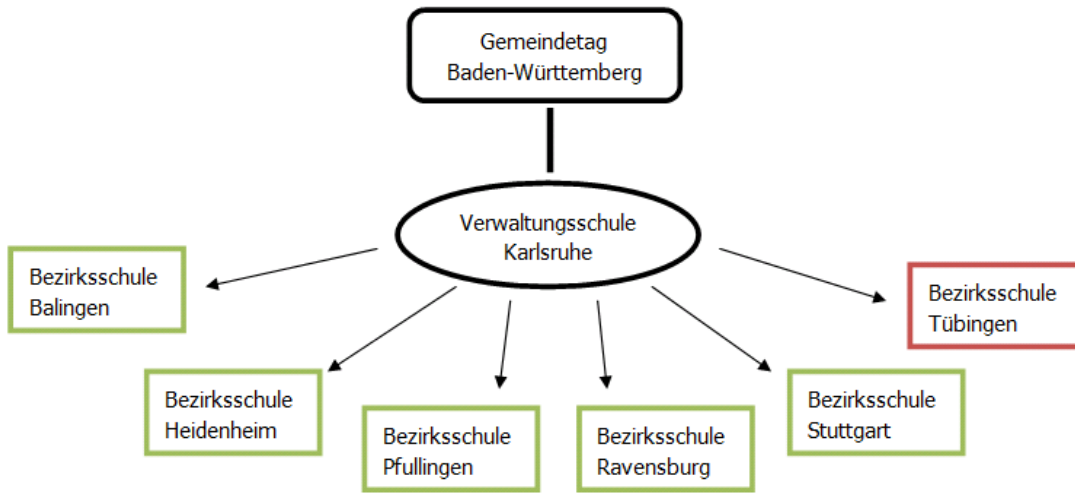 Gemeindetag
Baden-Württemberg
Verwaltungsschule
Karlsruhe
Bezirksschule
Balingen
Bezirksschule
Heidenheim
Bezirksschule
Pfullingen
Bezirksschule
Ravensburg
Bezirksschule
Stuttgart
Bezirksschule
Tübingen